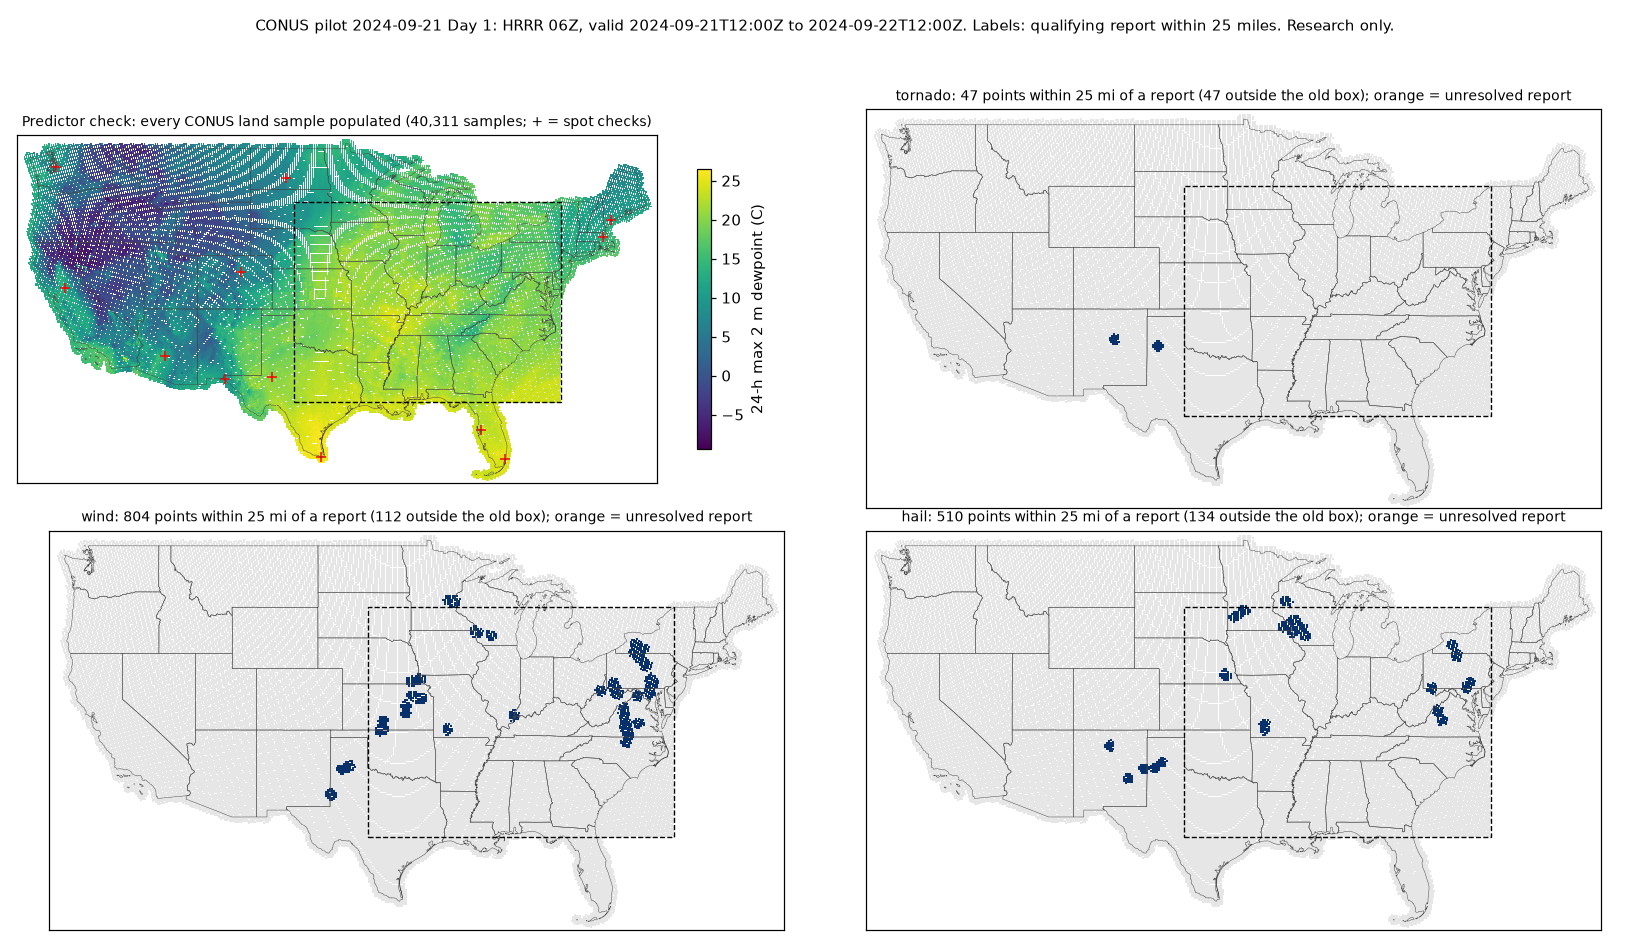 CONUS pilot 2024-09-21 Day 1: HRRR 06Z, valid 2024-09-21T12:00Z to 2024-09-22T12:00Z. Labels: qualifying report within 25 miles. Research only.
Predictor check: every CONUS land sample populated (40,311 samples; + = spot checks)
25
20
15
10
5
0
−5
24-h max 2 m dewpoint (C)
tornado: 47 points within 25 mi of a report (47 outside the old box); orange = unresolved report
wind: 804 points within 25 mi of a report (112 outside the old box); orange = unresolved report
hail: 510 points within 25 mi of a report (134 outside the old box); orange = unresolved report